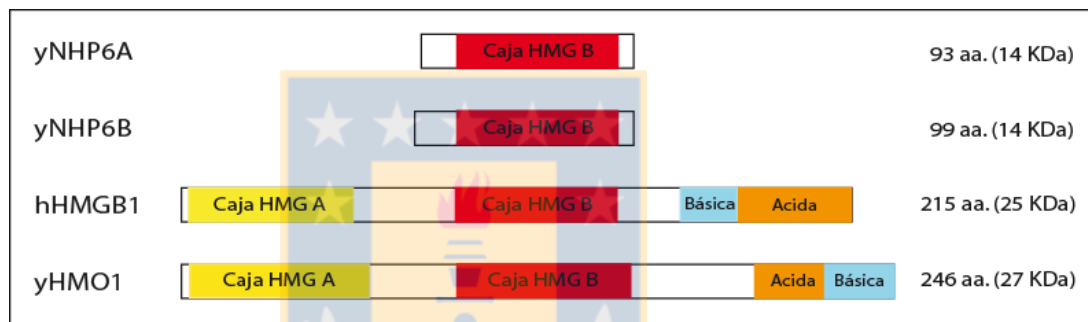 yNHP6A Caja HMG B 93 aa. (14 KDa)
yNHP6B Caja HMG B 99 aa. (14 KDa)
hHMGB1 Caja HMG A Caja HMG B Básica Acida 215 aa. (25 KDa)
yHMO1 Caja HMG A Caja HMG B Acida Básica 246 aa. (27 KDa)